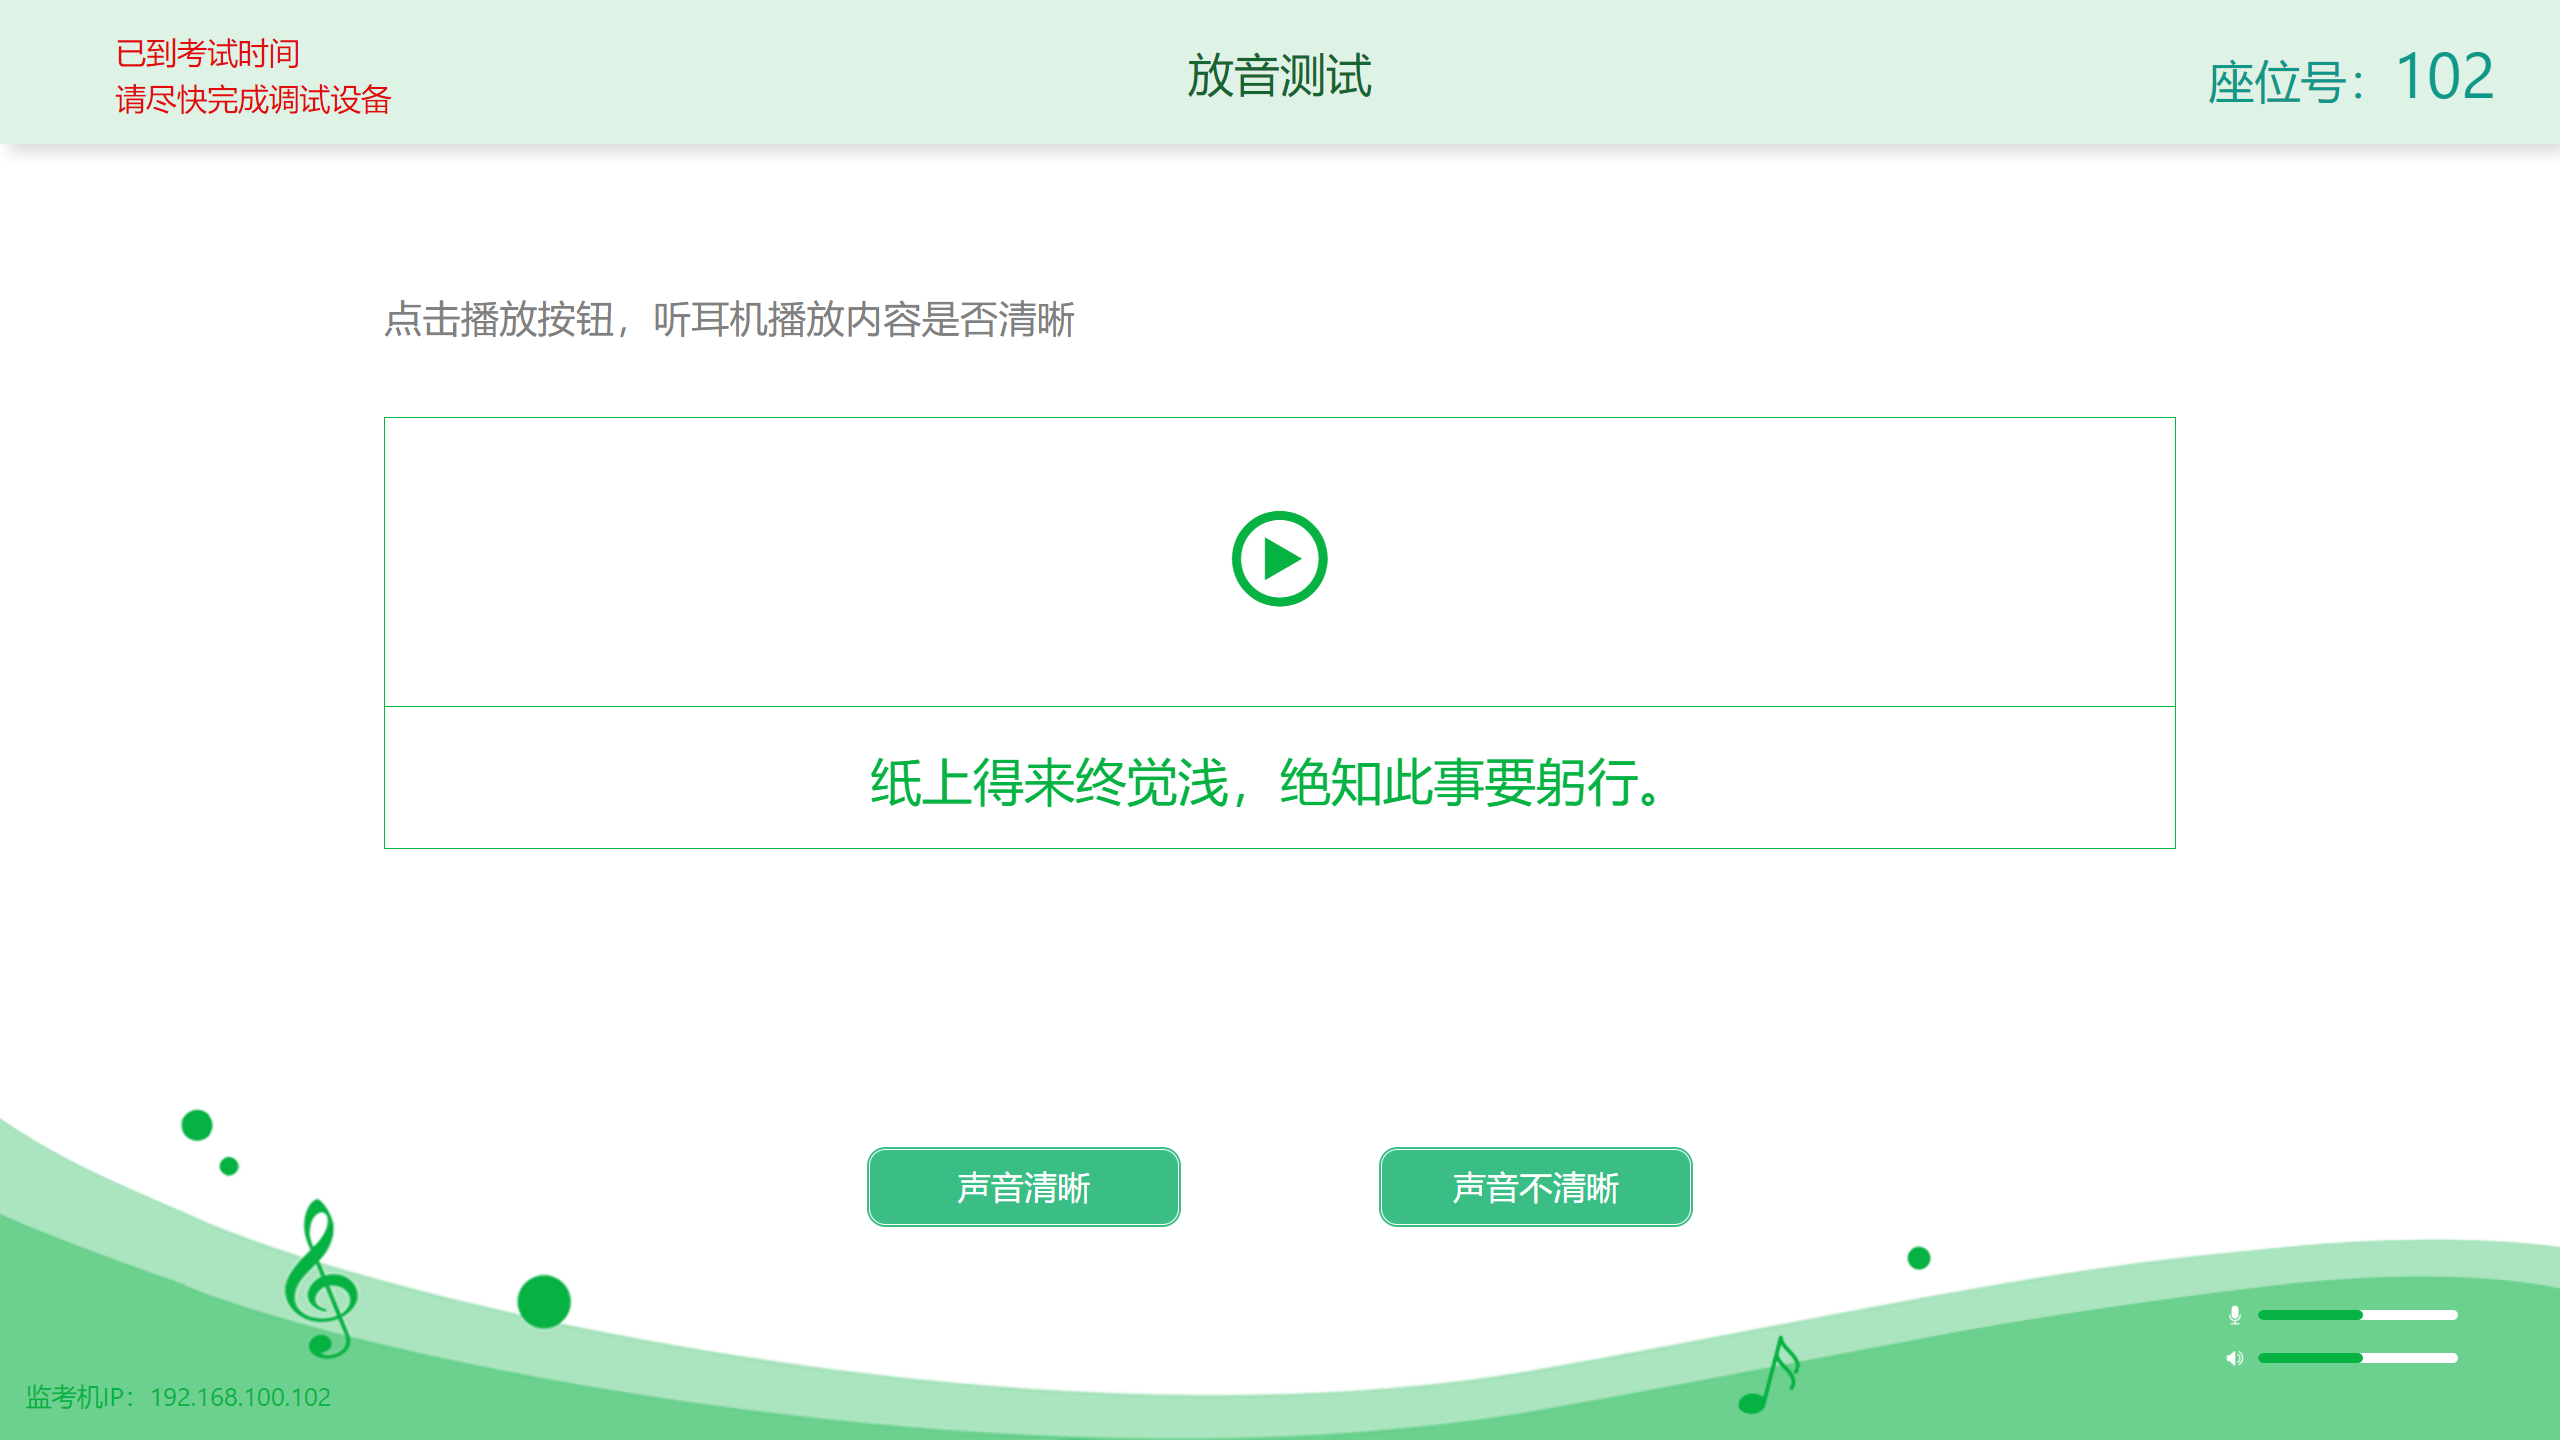 已到考试时间
请尽快完成调试设备
放音测试
座位号：102
点击播放按钮，听耳机播放内容是否清晰
纸上得来终觉浅，绝知此事要躬行。
声音清晰
声音不清晰
监考机IP：192.168.100.102